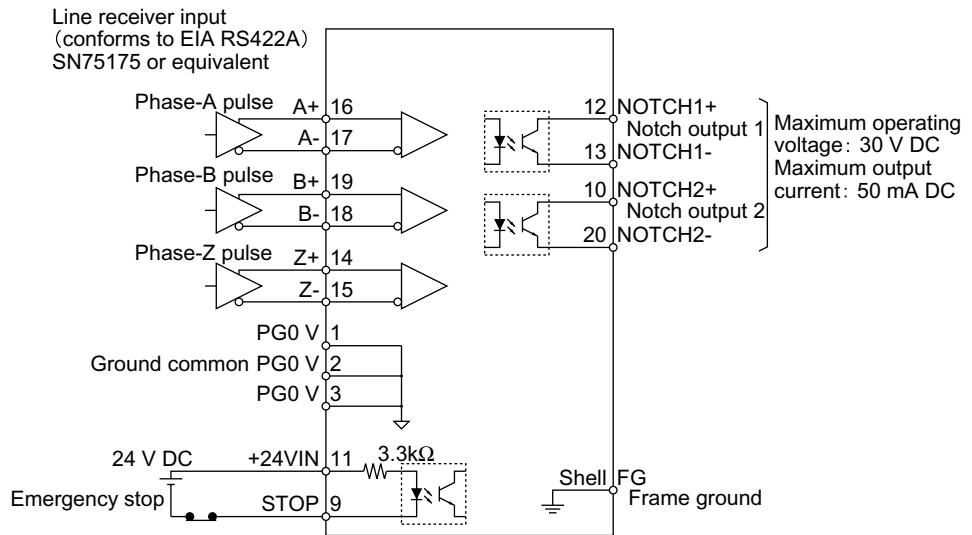 Line receiver input
(conforms to EIA RS422A)
SN75175 or equivalent
Phase-A pulse
A+ 16
A- 17
Phase-B pulse
B+ 19
B- 18
Phase-Z pulse
Z+ 14
Z- 15
PG0 V 1
Ground common PG0 V 2
PG0 V 3
24 V DC
+24VIN 11
3.3kΩ
Emergency stop
STOP 9
12 NOTCH1+
Notch output 1
13 NOTCH1-
10 NOTCH2+
Notch output 2
20 NOTCH2-
Maximum operating
voltage: 30 V DC
Maximum output
current: 50 mA DC
Shell FG
Frame ground